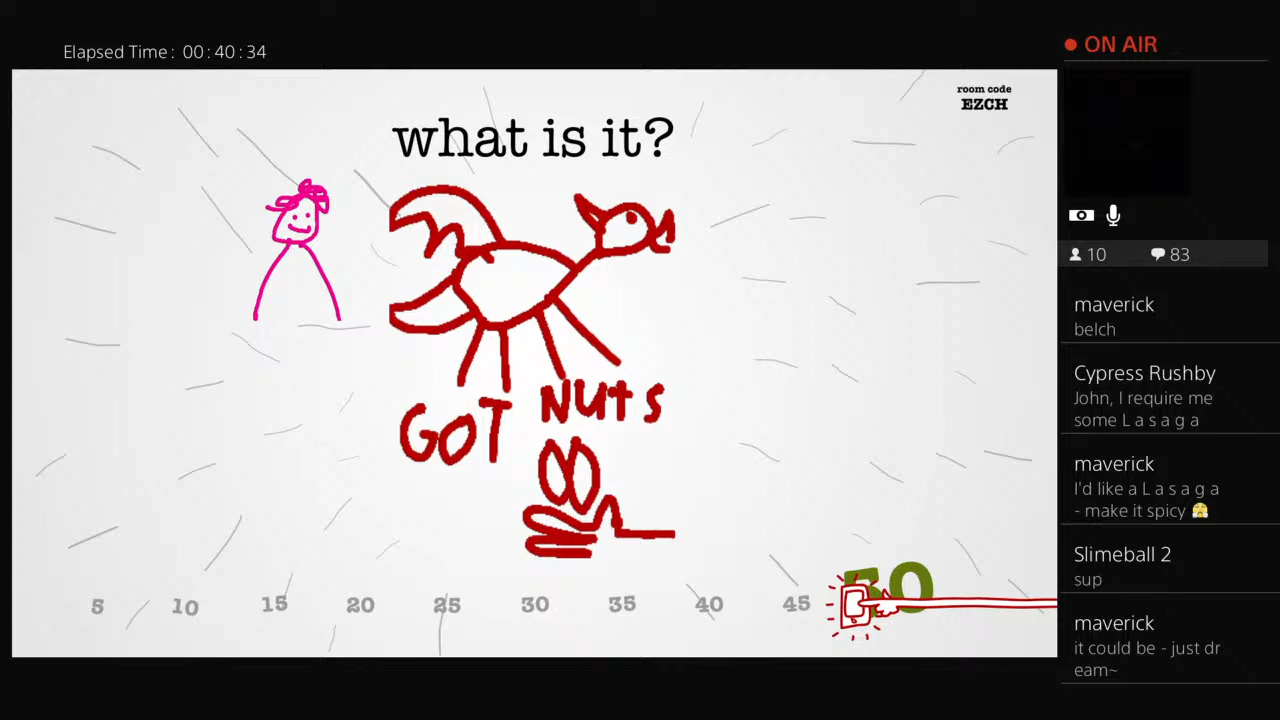 Elapsed Time: 00:40:34
ON AIR
room code
EZCH
what is it?
10
83
maverick
belch
Cypress Rushby
John, I require me
some L a s a g a
GOT NUtS
maverick
I'd like a L a s a g a
- make it spicy 😤
Slimeball 2
sup
5 10 15 20 25 30 35 40 45 50
maverick
it could be - just dr
eam~